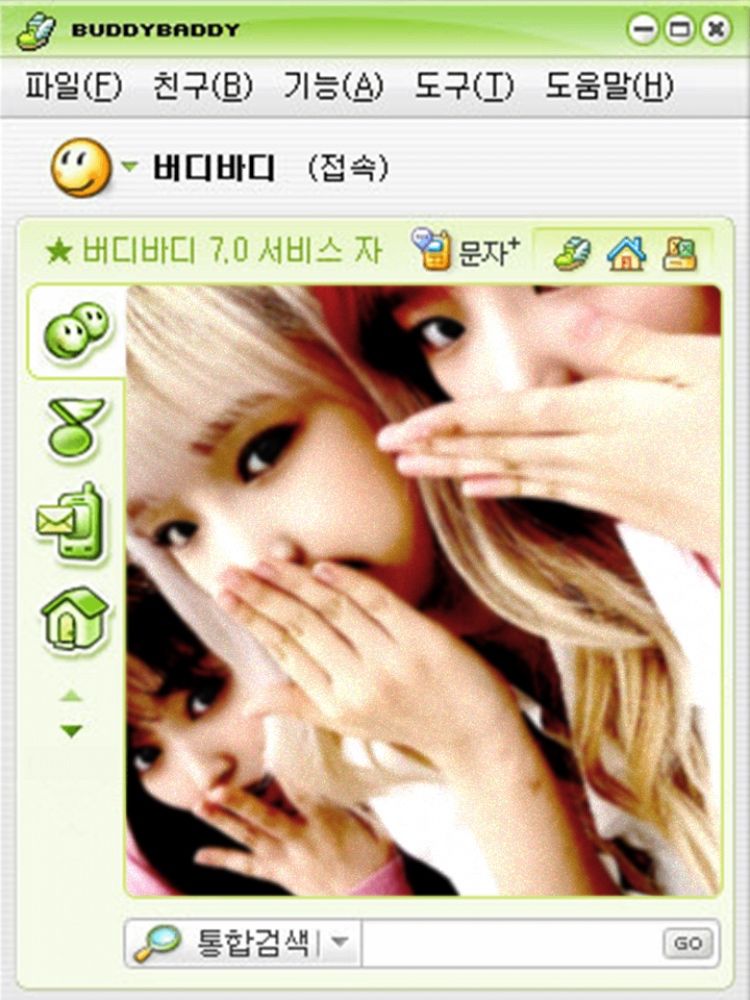 BUDDYBADDY
파일(F) 친구(B) 기능(A) 도구(T) 도움말(H)
버디바디 (접속)
★ 버디바디 7.0 서비스 자 문자+
통합검색 GO